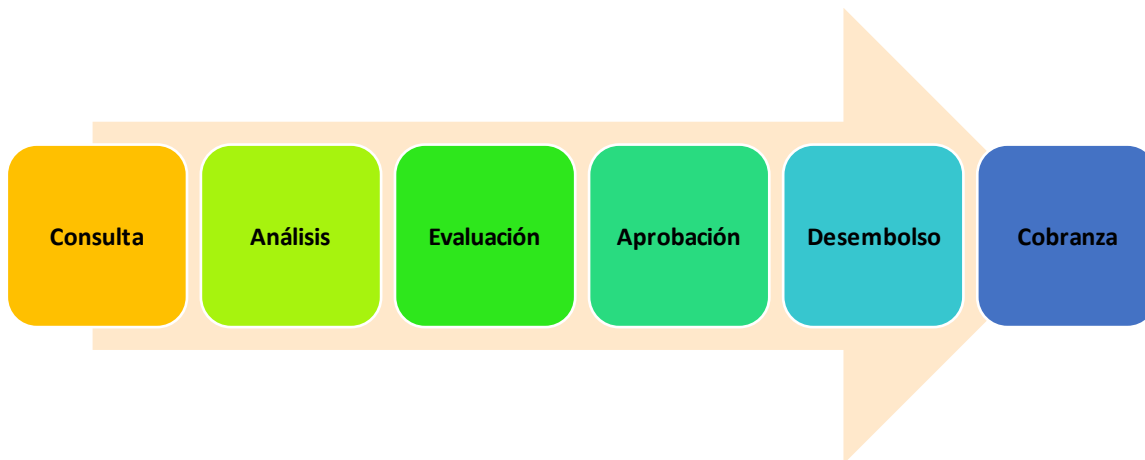 Consulta
Análisis
Evaluación
Aprobación
Desembolso
Cobranza